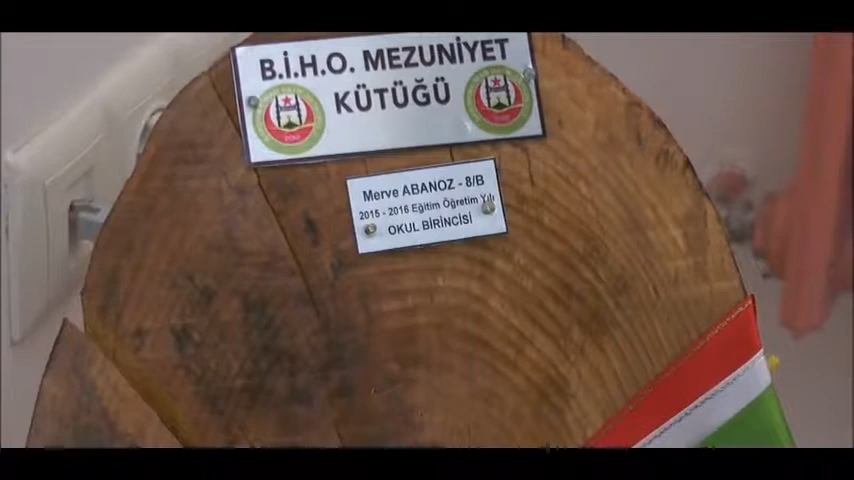 B.İ.H.O. MEZUNİYET
KÜTÜĞÜ
Merve ABANOZ - 8/B
2015 - 2016 Eğitim Öğretim Yılı
OKUL BİRİNCİSİ